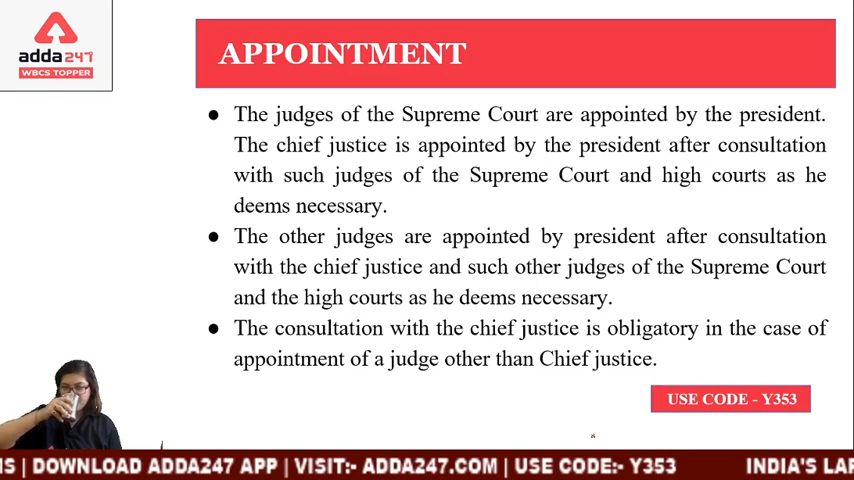 adda247
WBCS TOPPER
APPOINTMENT
● The judges of the Supreme Court are appointed by the president.
The chief justice is appointed by the president after consultation
with such judges of the Supreme Court and high courts as he
deems necessary.
● The other judges are appointed by president after consultation
with the chief justice and such other judges of the Supreme Court
and the high courts as he deems necessary.
● The consultation with the chief justice is obligatory in the case of
appointment of a judge other than Chief justice.
USE CODE - Y353
| DOWNLOAD ADDA247 APP | VISIT:- ADDA247.COM | USE CODE:- Y353 INDIA'S